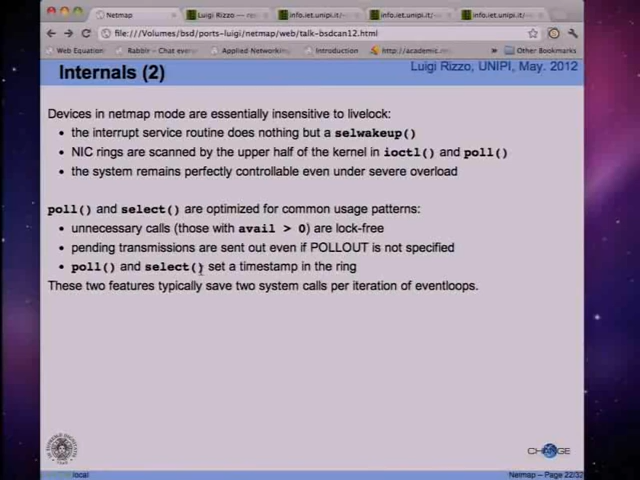 Netmap
Luigi Rizzo — re
info.iet.unipi.it/
info.iet.unipi.it/
info.iet.unipi.it/
file:///Volumes/bsd/ports-luigi/netmap/web/talk-bsdcan12.html
Web Equation
Rabbir – Chat every
Applied Networking
Introduction
http://academic.
Other Bookmarks
Internals (2)
Luigi Rizzo, UNIPI, May. 2012
Devices in netmap mode are essentially insensitive to livelock:
• the interrupt service routine does nothing but a selwakeup()
• NIC rings are scanned by the upper half of the kernel in ioctl() and poll()
• the system remains perfectly controllable even under severe overload
poll() and select() are optimized for common usage patterns:
• unnecessary calls (those with avail > 0) are lock-free
• pending transmissions are sent out even if POLLOUT is not specified
• poll() and select() set a timestamp in the ring
These two features typically save two system calls per iteration of eventloops.
CHANGE
local
Netmap – Page 22/32